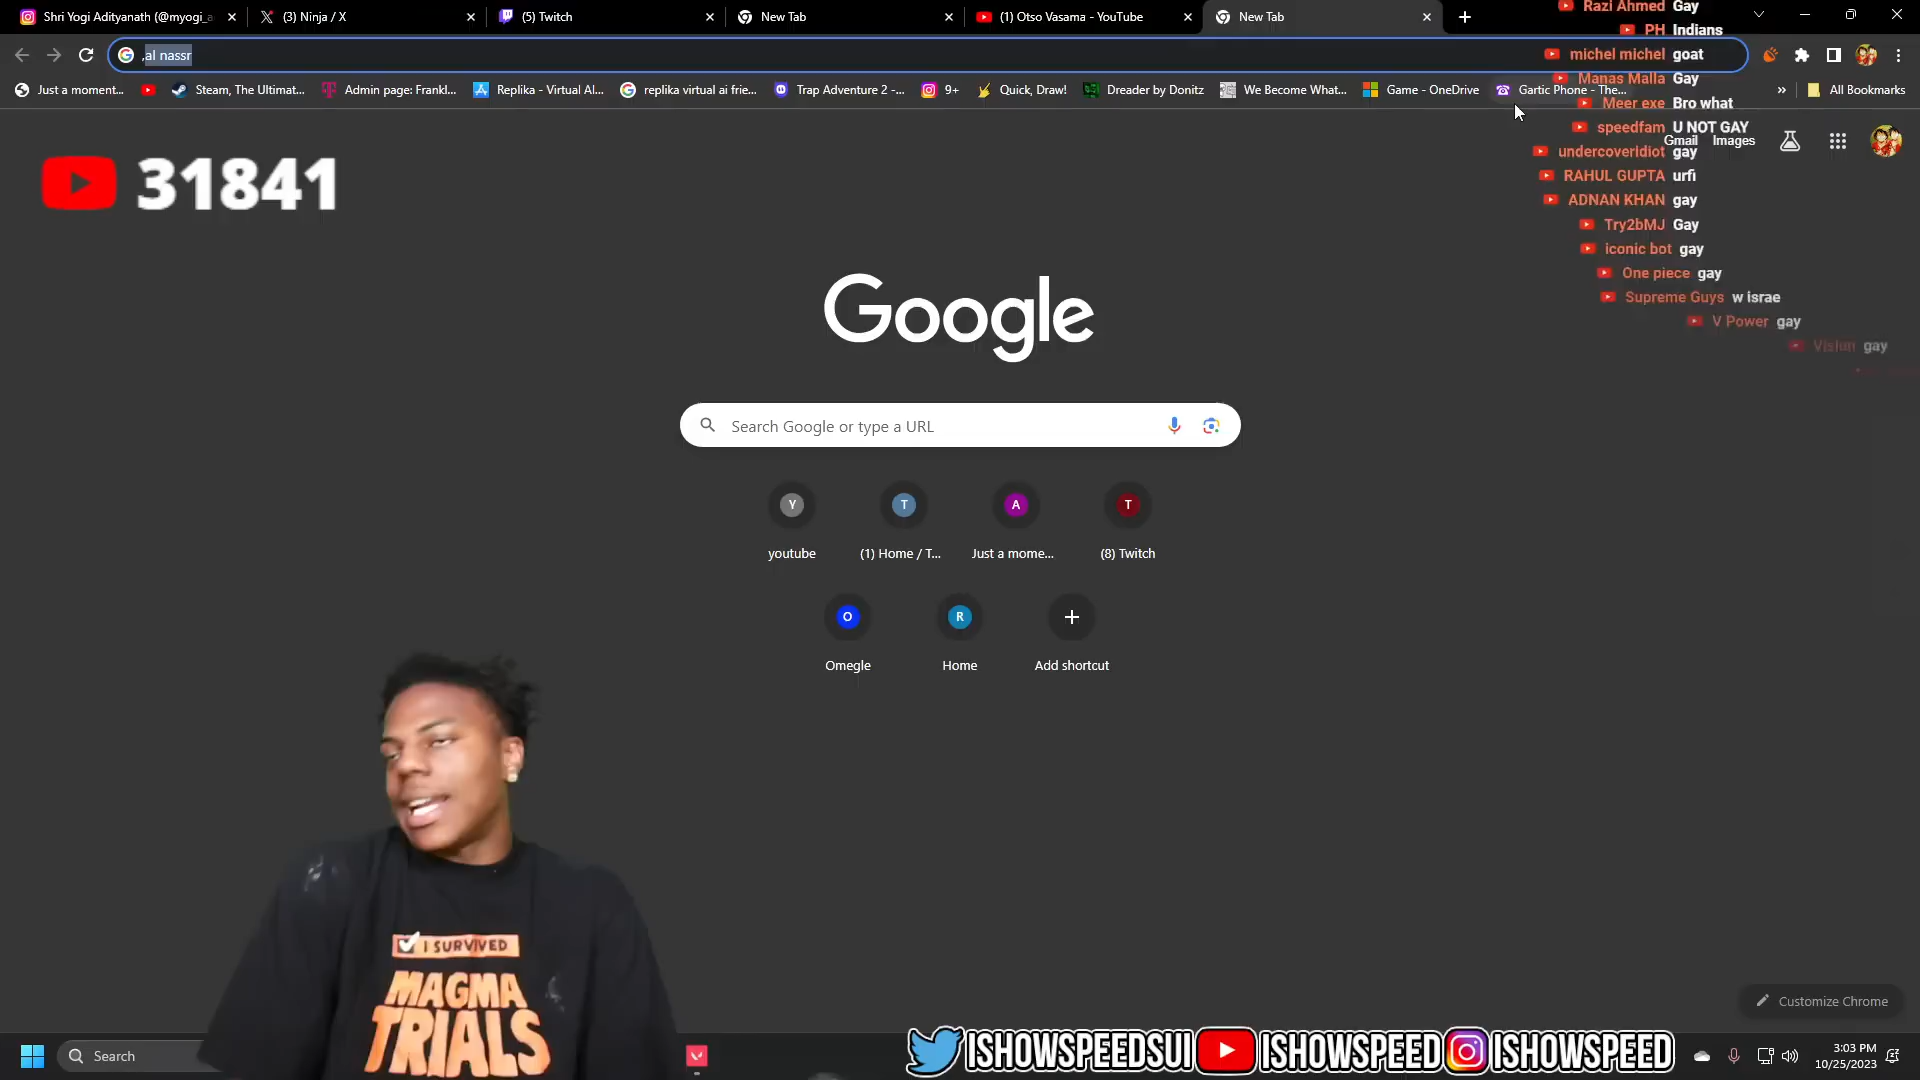 Shri Yogi Adityanath (@myogi_a
(3) Ninja / X
(5) Twitch
New Tab
(1) Otso Vasama - YouTube
New Tab
,al nassr
Just a moment...
Steam, The Ultimat...
Admin page: Frankl...
Replika - Virtual AI...
replika virtual ai frie...
Trap Adventure 2 -...
9+
Quick, Draw!
Dreader by Donitz
We Become What...
Game - OneDrive
Gartic Phone - The...
»
All Bookmarks
Razi Ahmed Gay
PH Indians
michel michel goat
Manas Malla Gay
Meer exe Bro what
speedfam U NOT GAY
Gmail
Images
undercoveridiot gay
RAHUL GUPTA urfi
ADNAN KHAN gay
Try2bMJ Gay
iconic bot gay
One piece gay
Supreme Guys w israe
V Power gay
Vision gay
31841
Google
Search Google or type a URL
Y
T
A
T
youtube
(1) Home / T...
Just a mome...
(8) Twitch
O
R
Omegle
Home
Add shortcut
I SURVIVED
MAGMA
TRIALS
Customize Chrome
Search
ISHOWSPEEDSUI
ISHOWSPEED
ISHOWSPEED
3:03 PM
10/25/2023